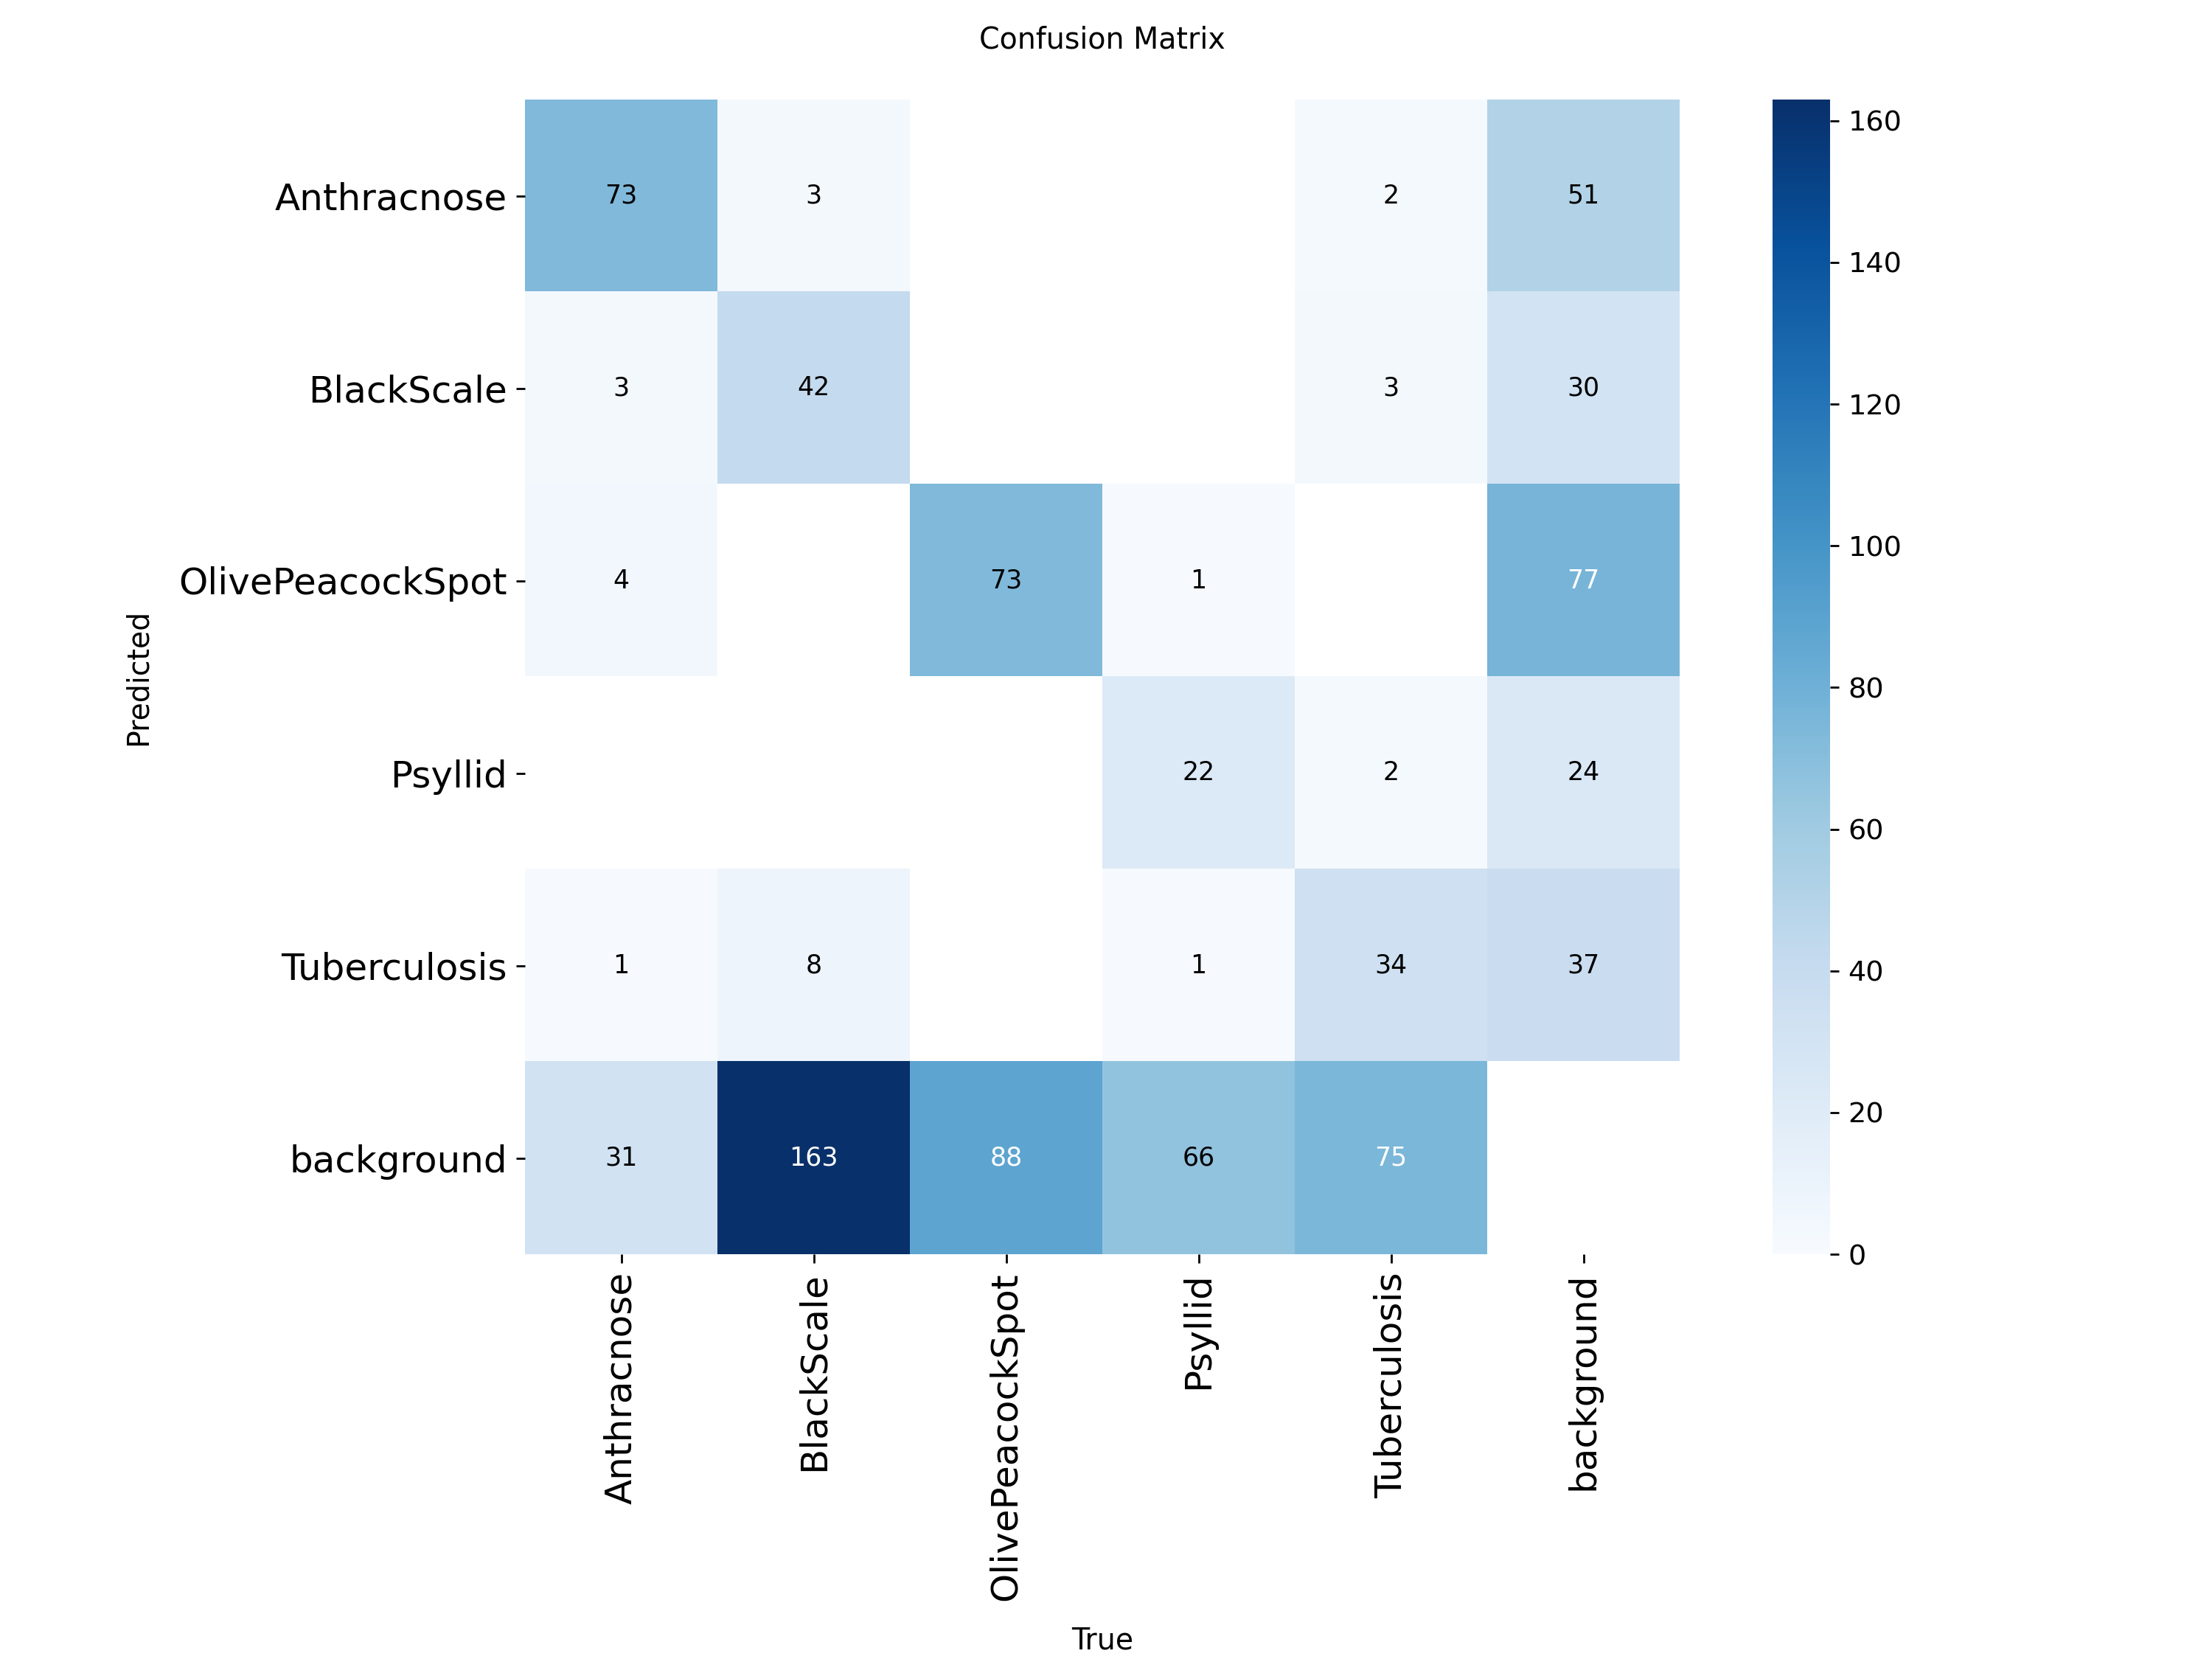 Confusion Matrix
Anthracnose 73 3 2 51
BlackScale 3 42 3 30
OlivePeacockSpot 4 73 1 77
Psyllid 22 2 24
Tuberculosis 1 8 1 34 37
background 31 163 88 66 75
Predicted
Anthracnose BlackScale OlivePeacockSpot Psyllid Tuberculosis background
True
160
140
120
100
80
60
40
20
0